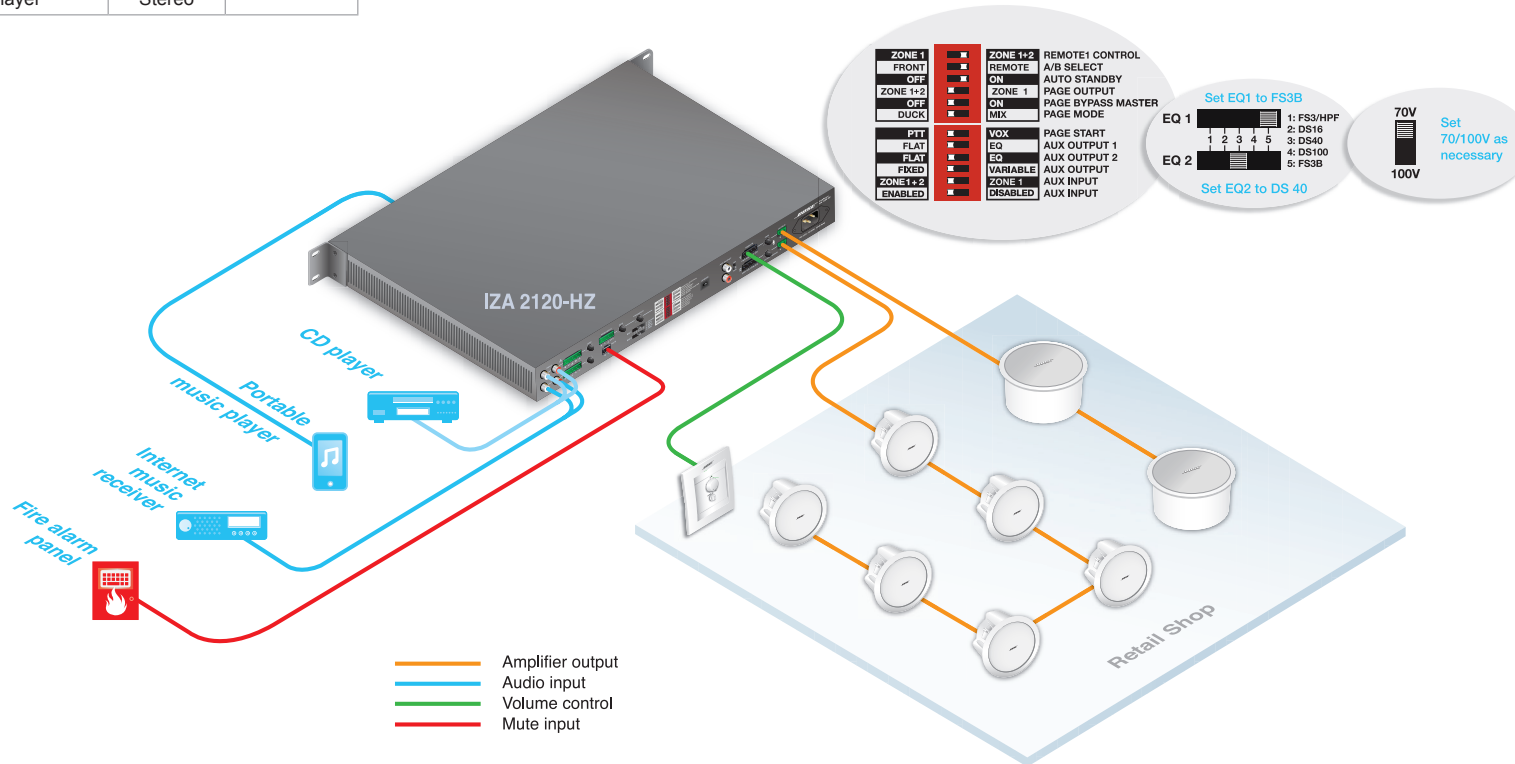 layer Stereo
ZONE 1 ZONE 1+2 REMOTE1 CONTROL
FRONT REMOTE A/B SELECT
OFF ON AUTO STANDBY
ZONE 1+2 ZONE 1 PAGE OUTPUT
OFF ON PAGE BYPASS MASTER
DUCK MIX PAGE MODE
PTT VOX PAGE START
FLAT EQ AUX OUTPUT 1
FLAT EQ AUX OUTPUT 2
FIXED VARIABLE AUX OUTPUT
ZONE1+2 ZONE 1 AUX INPUT
ENABLED DISABLED AUX INPUT
Set EQ1 to FS3B
EQ 1
1 2 3 4 5
EQ 2
1: FS3/HPF
2: DS16
3: DS40
4: DS100
5: FS3B
Set EQ2 to DS 40
70V
100V
Set
70/100V as
necessary
IZA 2120-HZ
CD player
Portable
music player
Internet
music
receiver
Fire alarm
panel
Retail Shop
Amplifier output
Audio input
Volume control
Mute input